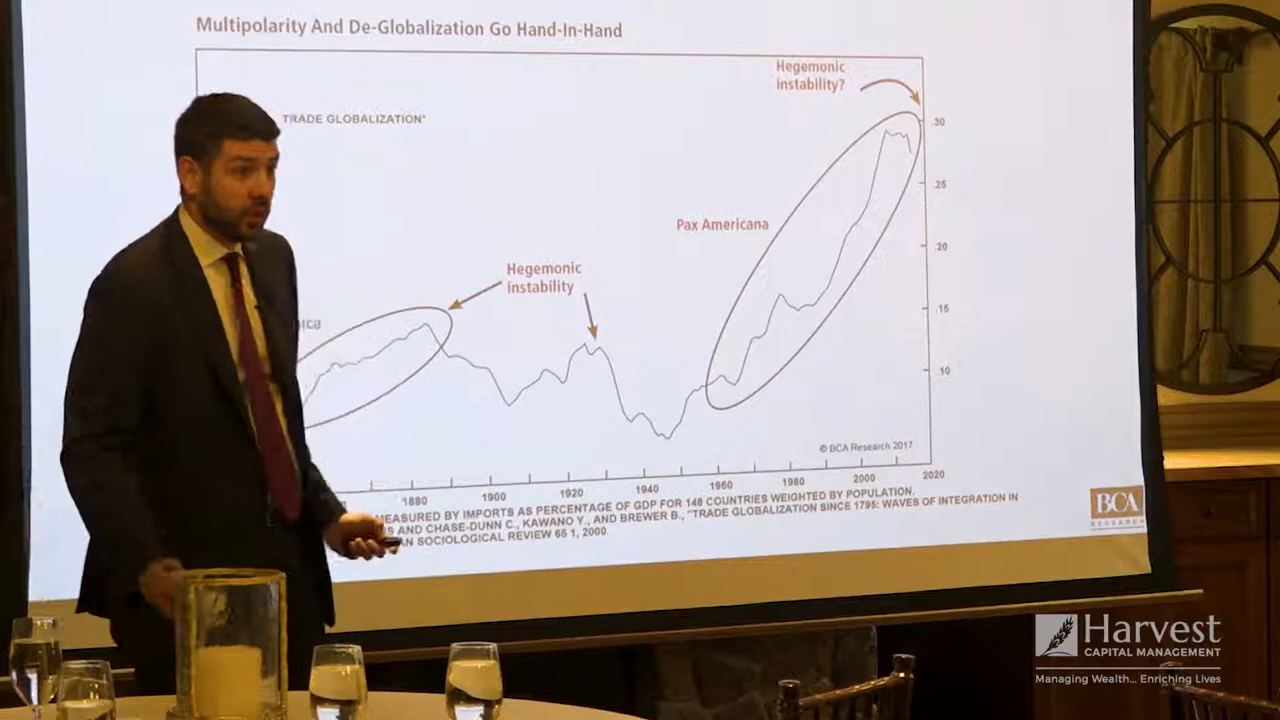 Multipolarity And De-Globalization Go Hand-In-Hand
Hegemonic
instability?
TRADE GLOBALIZATION*
.30
.25
Pax Americana
.20
Hegemonic
instability
.15
.10
© BCA Research 2017
1880
1900
1920
1940
1960
1980
2000
2020
MEASURED BY IMPORTS AS PERCENTAGE OF GDP FOR 148 COUNTRIES WEIGHTED BY POPULATION.
AND CHASE-DUNN C., KAWANO Y., AND BREWER B., "TRADE GLOBALIZATION SINCE 1795: WAVES OF INTEGRATION IN
SOCIOLOGICAL REVIEW 65 1, 2000.
BCA
RESEARCH
Harvest
CAPITAL MANAGEMENT
Managing Wealth... Enriching Lives